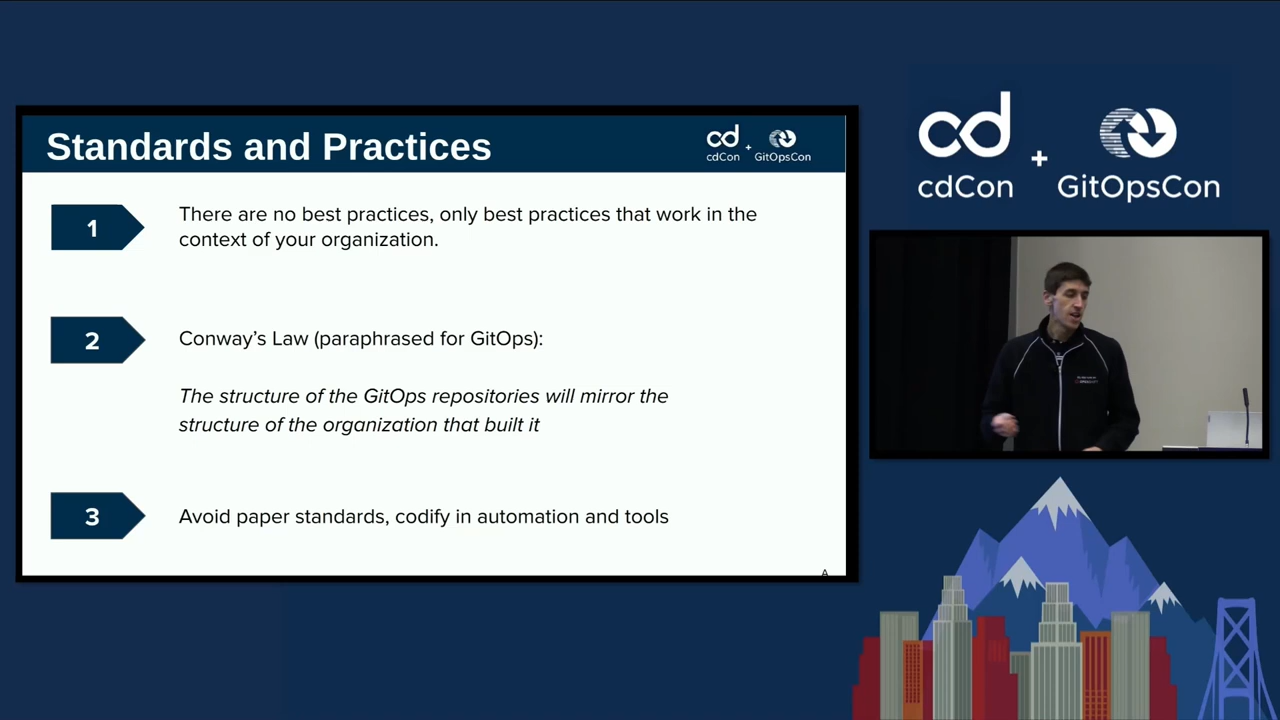 Standards and Practices
cd
cdCon
+
GitOpsCon
1
There are no best practices, only best practices that work in the
context of your organization.
2
Conway's Law (paraphrased for GitOps):
The structure of the GitOps repositories will mirror the
structure of the organization that built it
3
Avoid paper standards, codify in automation and tools
A
cd
cdCon
+
GitOpsCon